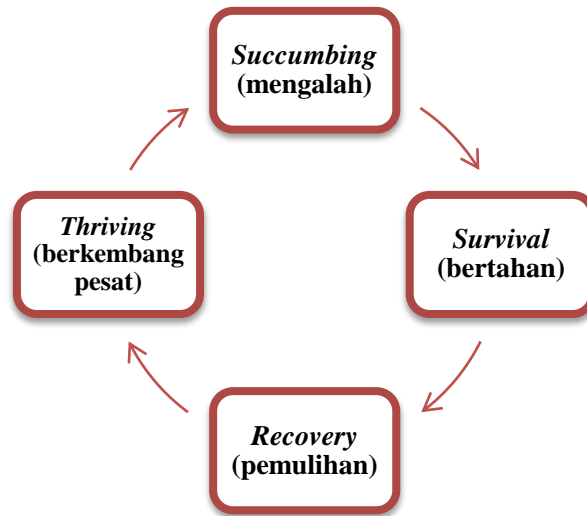 Succumbing
(mengalah)
Survival
(bertahan)
Recovery
(pemulihan)
Thriving
(berkembang
pesat)